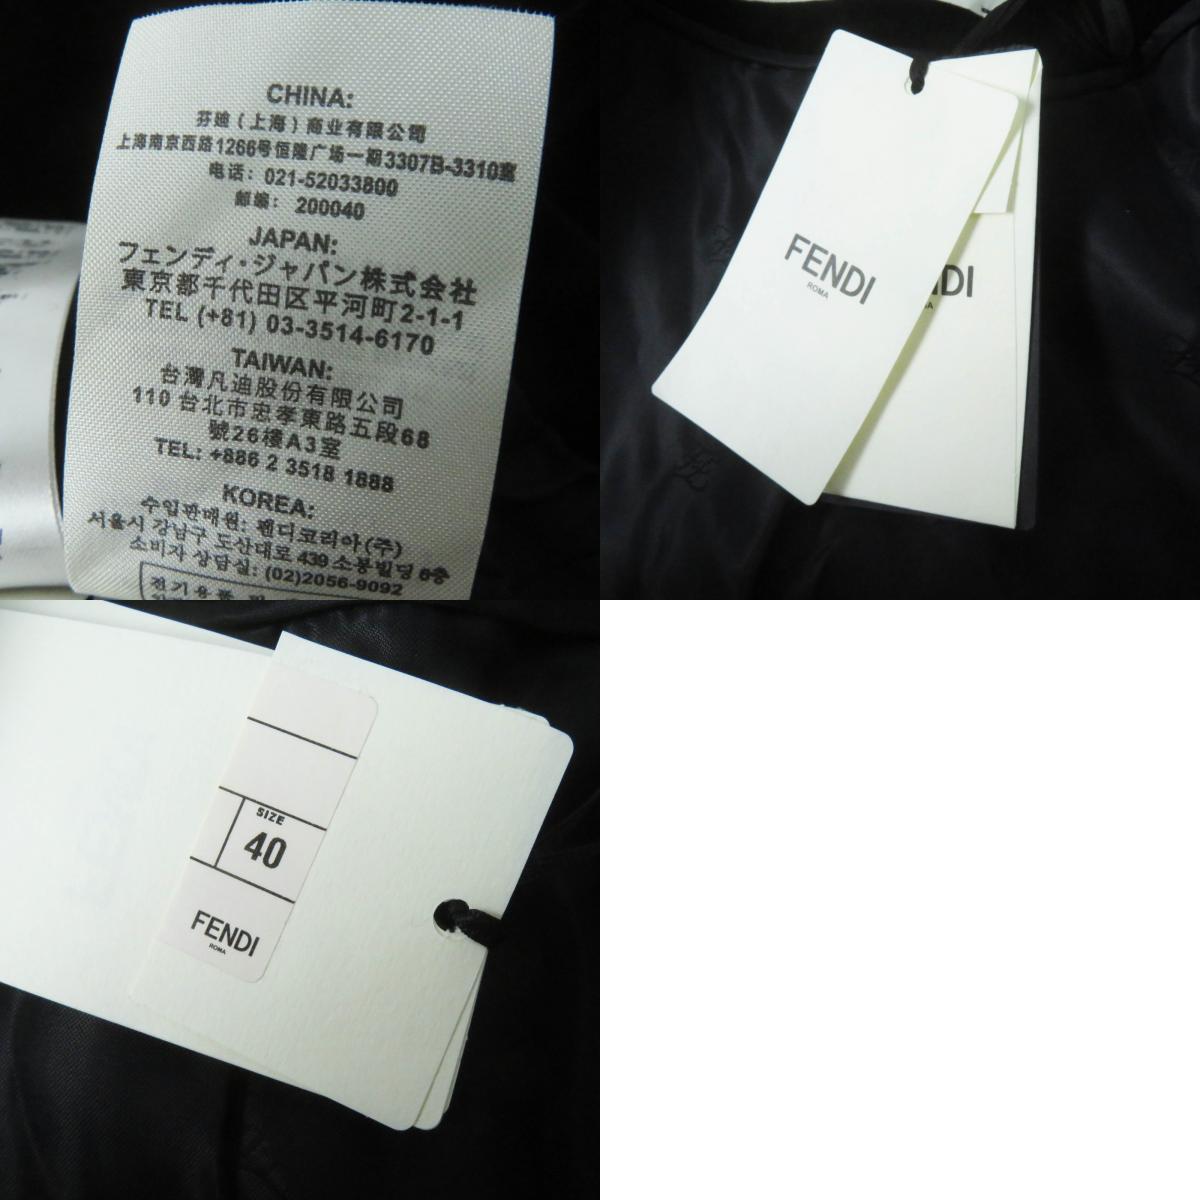 CHINA:
芬迪（上海）商业有限公司
上海南京西路1266号恒隆广场一期3307B-3310室
电话：021-52033800
邮编：200040
JAPAN:
フェンディ・ジャパン株式会社
東京都千代田区平河町2-1-1
TEL (+81) 03-3514-6170
TAIWAN:
台灣凡迪股份有限公司
110 台北市忠孝東路五段68
號26樓A3室
TEL: +886 2 3518 1888
KOREA:
수입판매원: 펜디코리아(주)
서울시 강남구 도산대로 439 소봉빌딩 6층
소비자 상담실: (02)2056-9092
전기용품
FENDI
ROMA
SIZE
40
FENDI
ROMA